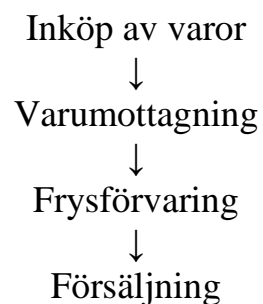 Inköp av varor
↓
Varumottagning
↓
Frysförvaring
↓
Försäljning